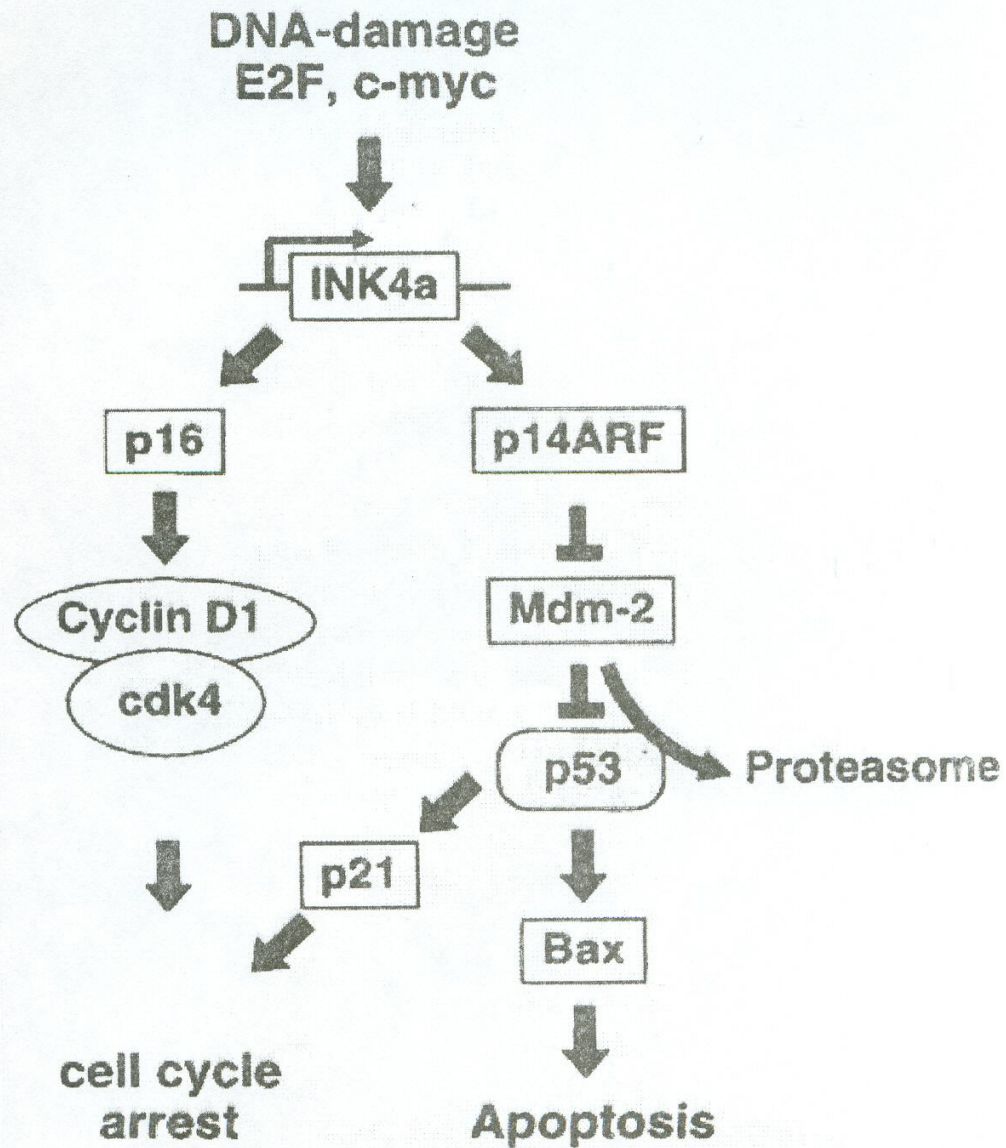 DNA-damage
E2F, c-myc
INK4a
p16
p14ARF
Cyclin D1
Mdm-2
cdk4
p53
Proteasome
p21
Bax
cell cycle
arrest
Apoptosis